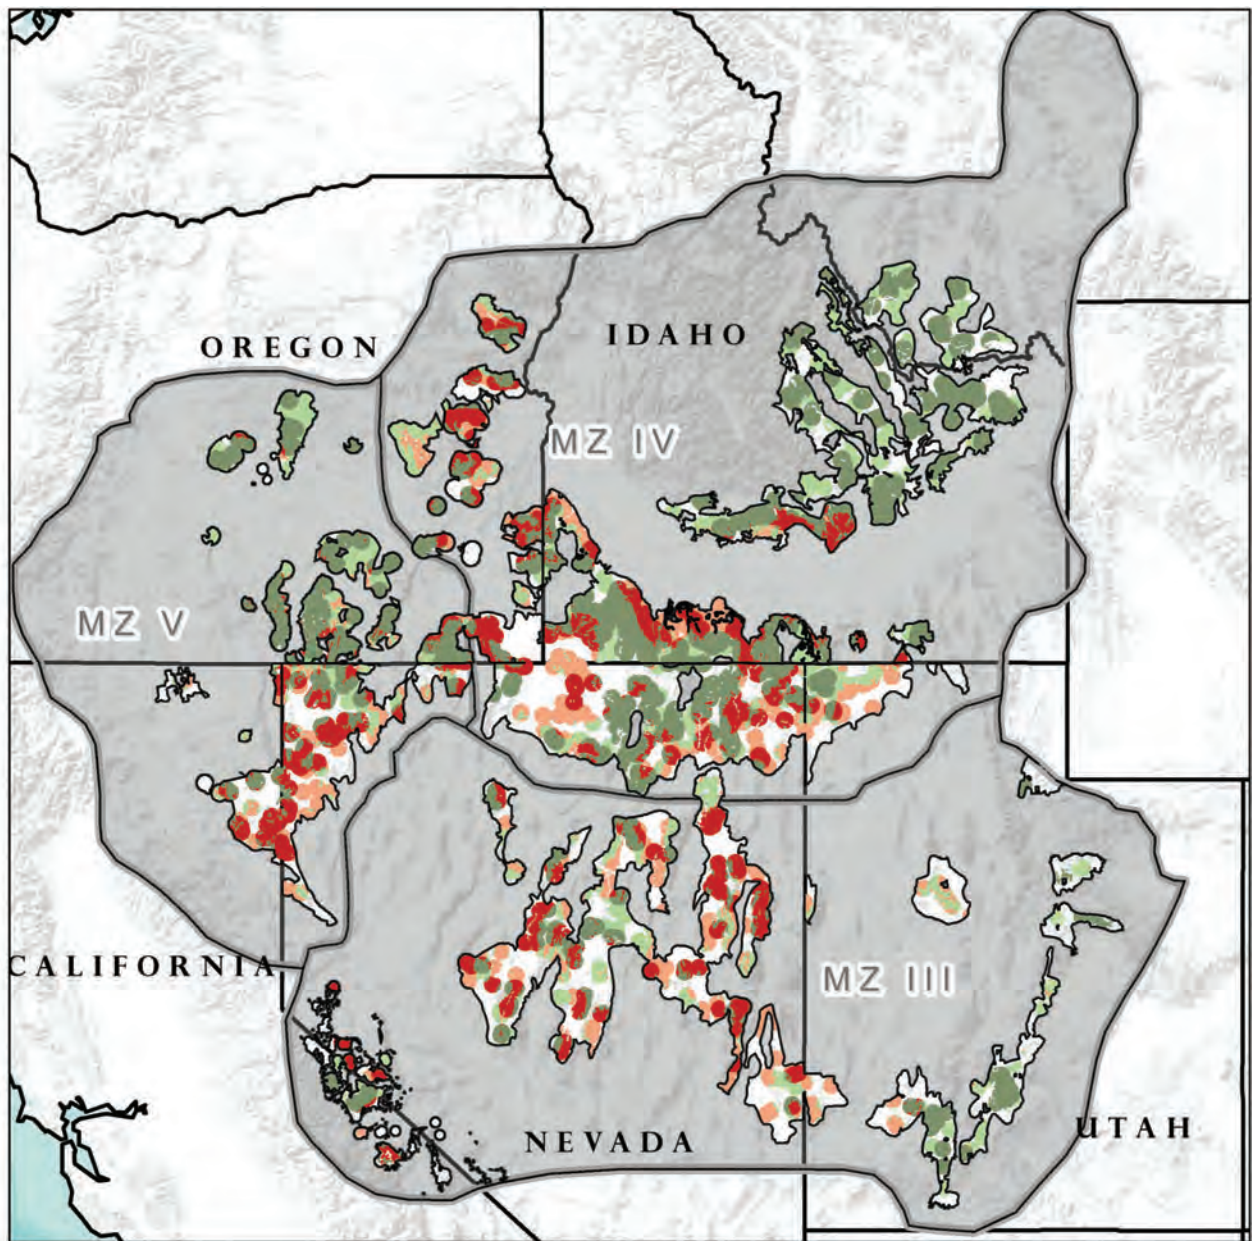 OREGON
IDAHO
MZ IV
MZ V
CALIFORNIA
MZ III
NEVADA
UTAH